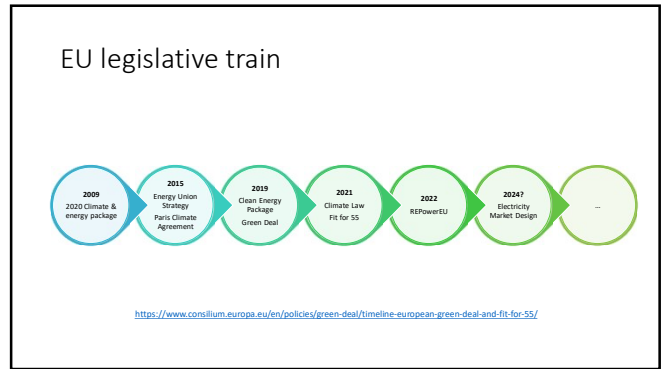 EU legislative train
2009
2020 Climate &
energy package
2015
Energy Union
Strategy
Paris Climate
Agreement
2019
Clean Energy
Package
Green Deal
2021
Climate Law
Fit for 55
2022
REPowerEU
2024?
Electricity
Market Design
...
https://www.consilium.europa.eu/en/policies/green-deal/timeline-european-green-deal-and-fit-for-55/